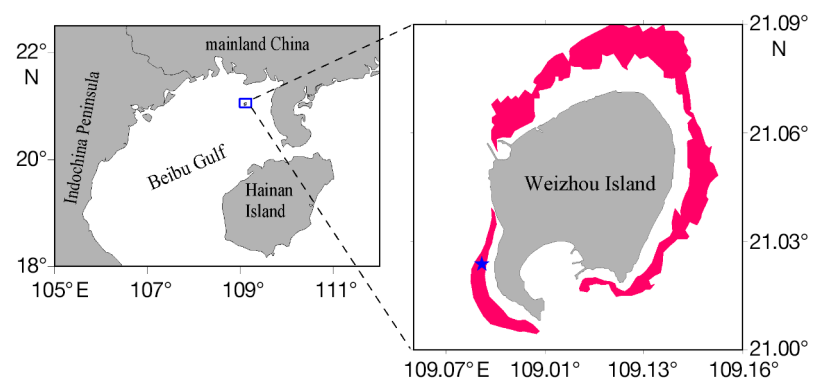 22°
N
20°
18°
105° E
107°
109°
111°
mainland China
Indochina Peninsula
Beibu Gulf
Hainan
Island
Weizhou Island
21.09°
N
21.06°
21.03°
21.00°
109.07° E
109.01°
109.13°
109.16°